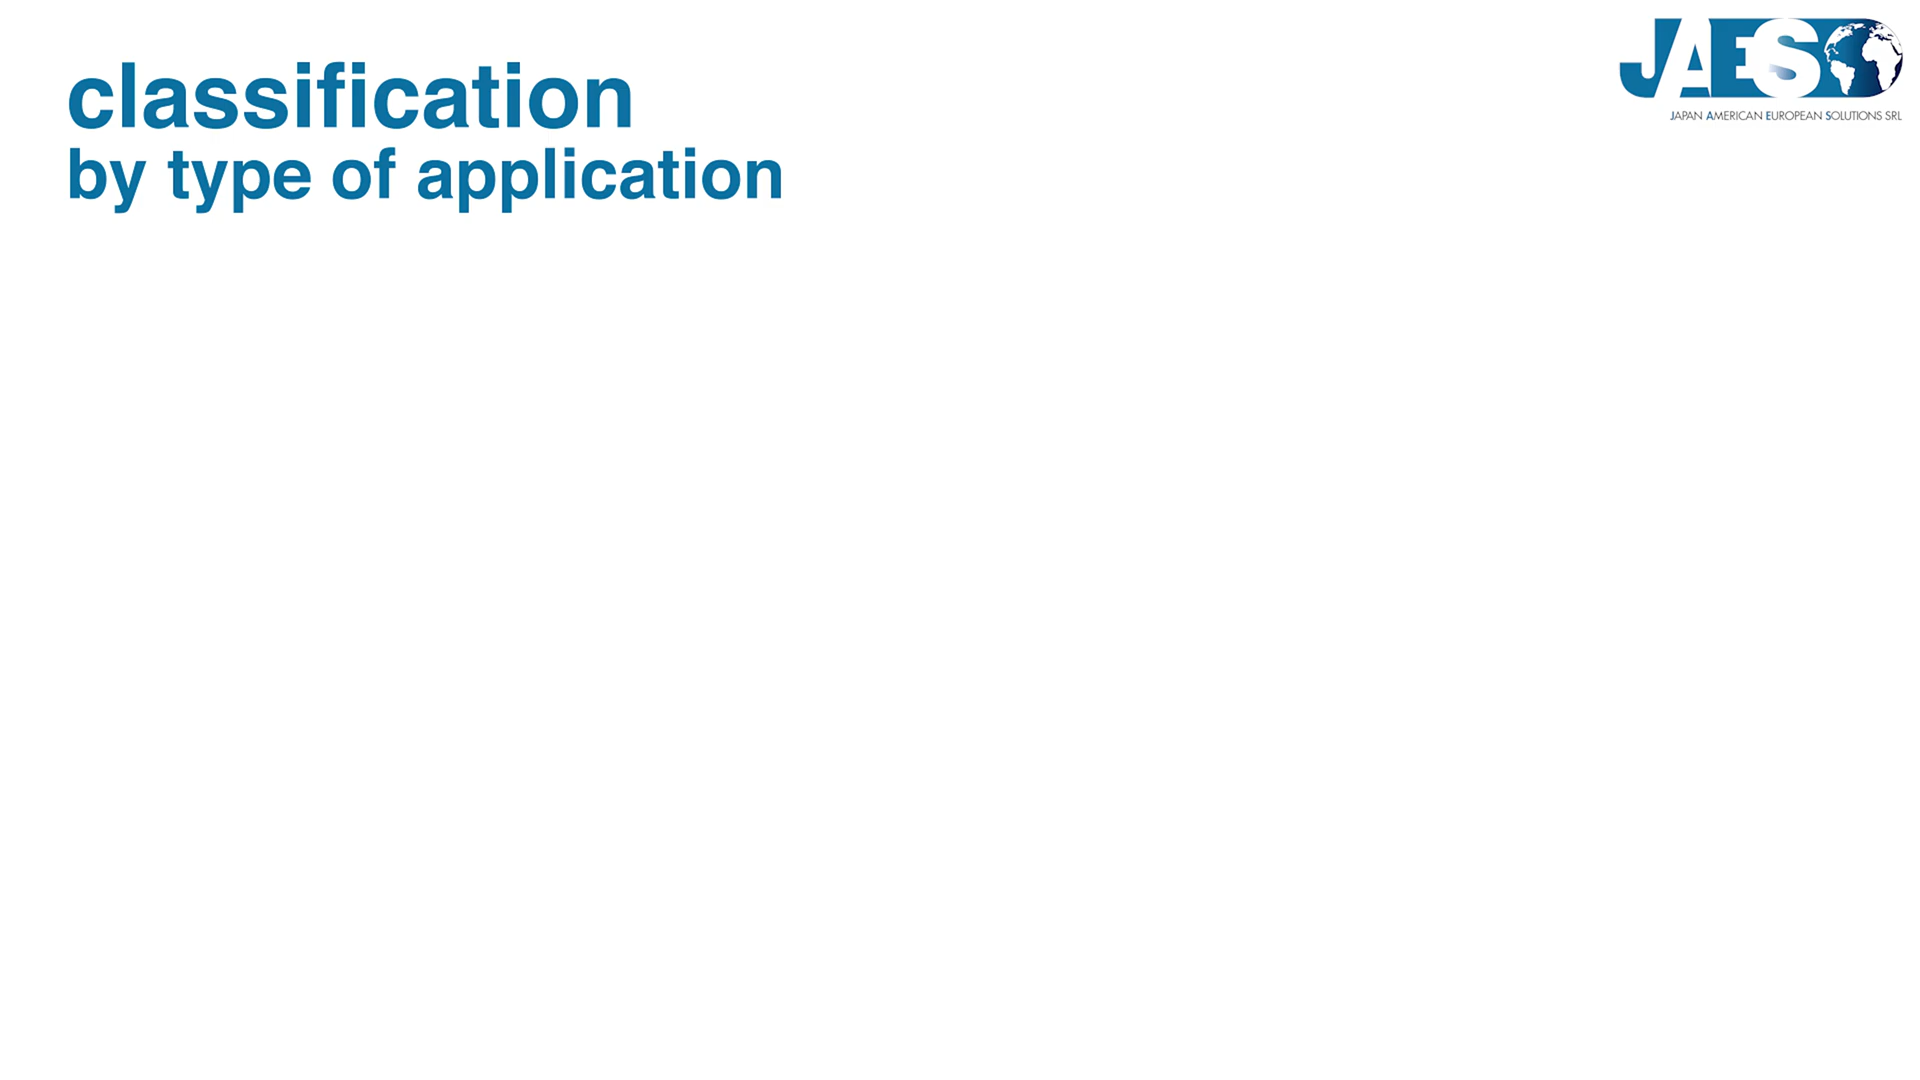 classification
by type of application
JAES
JAPAN AMERICAN EUROPEAN SOLUTIONS SRL